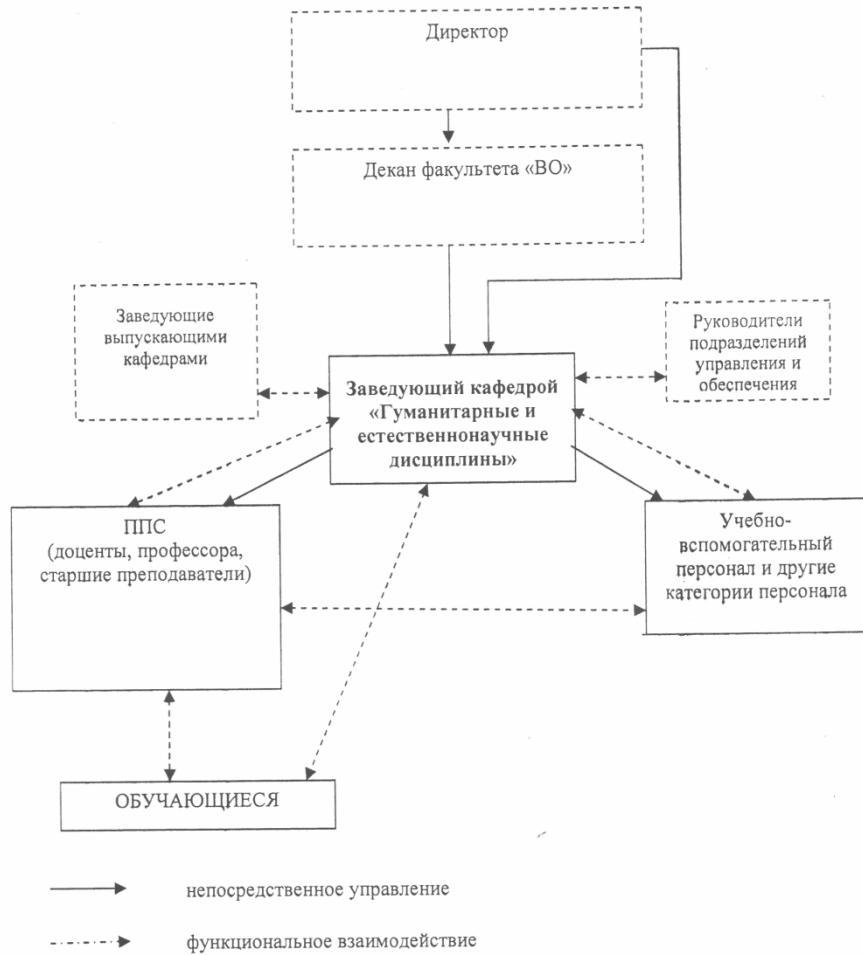 Директор
Декан факультета «ВО»
Заведующие
выпускающими
кафедрами
Руководители
подразделений
управления и
обеспечения
Заведующий кафедрой
«Гуманитарные и
естественнонаучные
дисциплины»
ППС
(доценты, профессора,
старшие преподаватели)
Учебно-
вспомогательный
персонал и другие
категории персонала
ОБУЧАЮЩИЕСЯ
непосредственное управление
функциональное взаимодействие